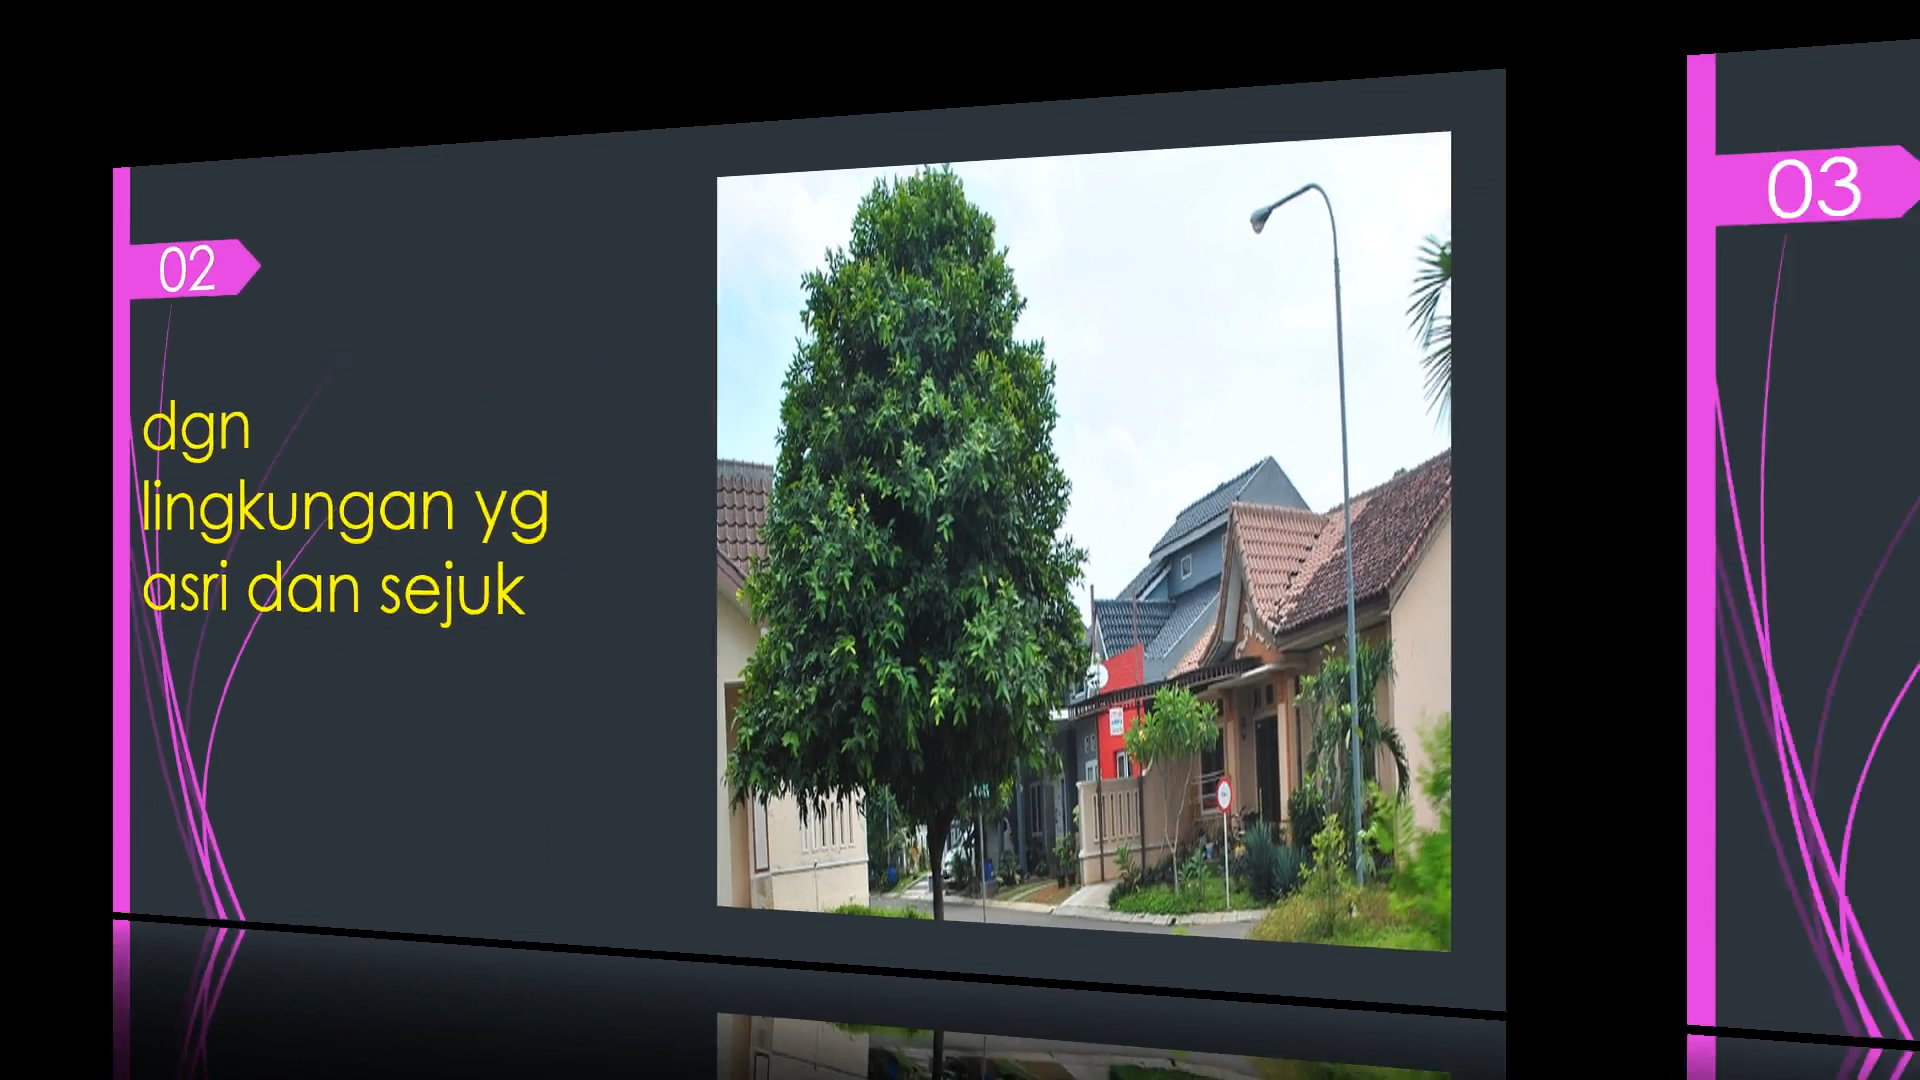 02
dgn
lingkungan yg
asri dan sejuk
03